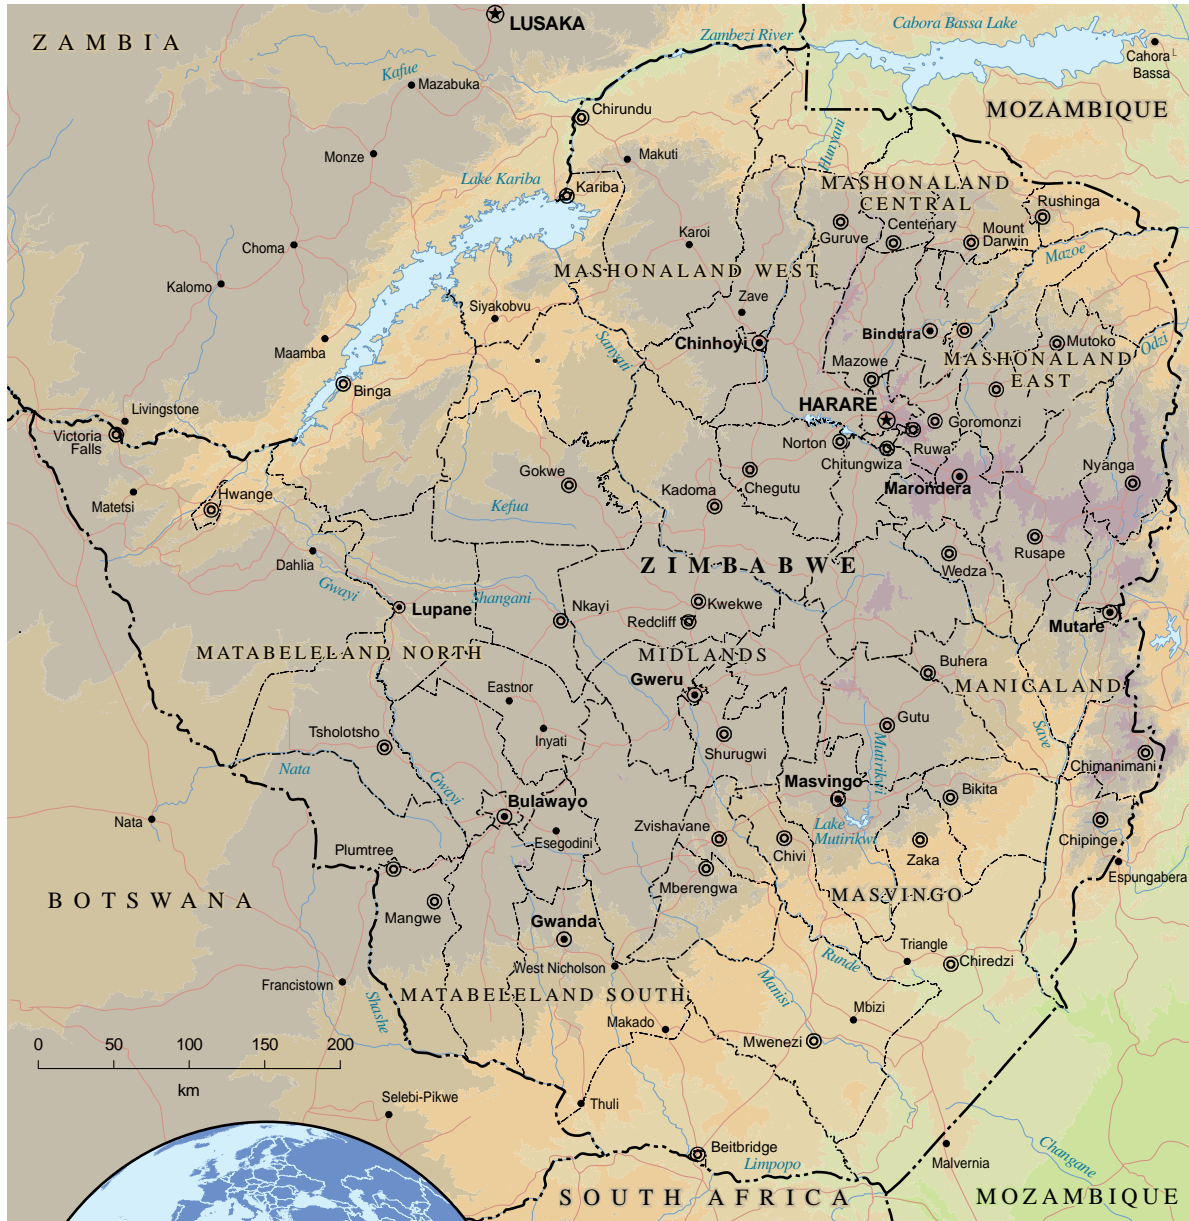 LUSAKA
ZAMBIA
Cabora Bassa Lake
Zambezi River
Cahora
Bassa
Kafue
Mazabuka
MOZAMBIQUE
Chirundu
Hunyani
Monze
Makuti
Lake Kariba
Kariba
MASHONALAND
CENTRAL
Rushinga
Guruve
Centenary
Mount
Darwin
Karoi
Choma
Mazoe
MASHONALAND WEST
Kalomo
Zave
Siyakobvu
Sanyati
Maamba
Chinhoyi
Bindura
Mutoko
Odzi
MASHONALAND
EAST
Mazowe
Binga
HARARE
Livingstone
Victoria
Falls
Goromonzi
Norton
Ruwa
Chitungwiza
Gokwe
Chegutu
Nyanga
Matetsi
Hwange
Kadoma
Marondera
Kefua
Rusape
Dahlia
ZIMBABWE
Wedza
Gwayi
Shangani
Lupane
Nkayi
Kwekwe
Redcliff
Mutare
MATABELELAND NORTH
MIDLANDS
Buhera
Gweru
MANICALAND
Eastnor
Tsholotsho
Inyati
Shurugwi
Gutu
Mutirikwi
Save
Chimanimani
Nata
Gwayi
Masvingo
Bikita
Bulawayo
Nata
Esegodini
Zvishavane
Lake
Mutirikwi
Chivi
Zaka
Chipinge
Plumtree
Espungabera
Mberengwa
BOTSWANA
Mangwe
MASVINGO
Gwanda
Triangle
West Nicholson
Runde
Chiredzi
Francistown
Shashe
MATABELELAND SOUTH
Manisi
Mbizi
Makado
Mwenezi
0 50 100 150 200
km
Selebi-Pikwe
Thuli
Beitbridge
Limpopo
Malvernia
Changane
SOUTH AFRICA
MOZAMBIQUE